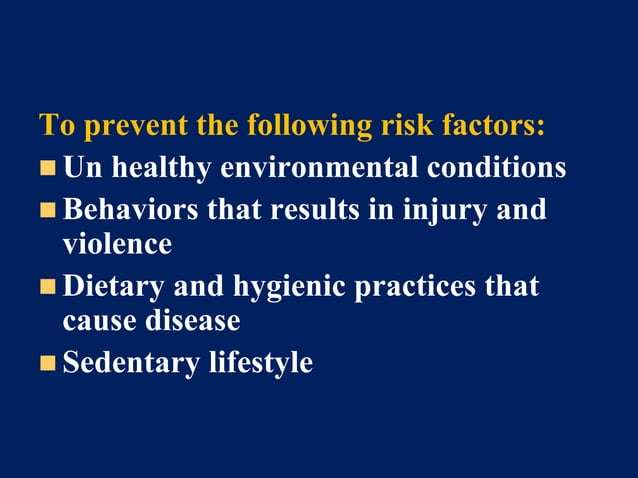 To prevent the following risk factors:
Un healthy environmental conditions
Behaviors that results in injury and
violence
Dietary and hygienic practices that
cause disease
Sedentary lifestyle